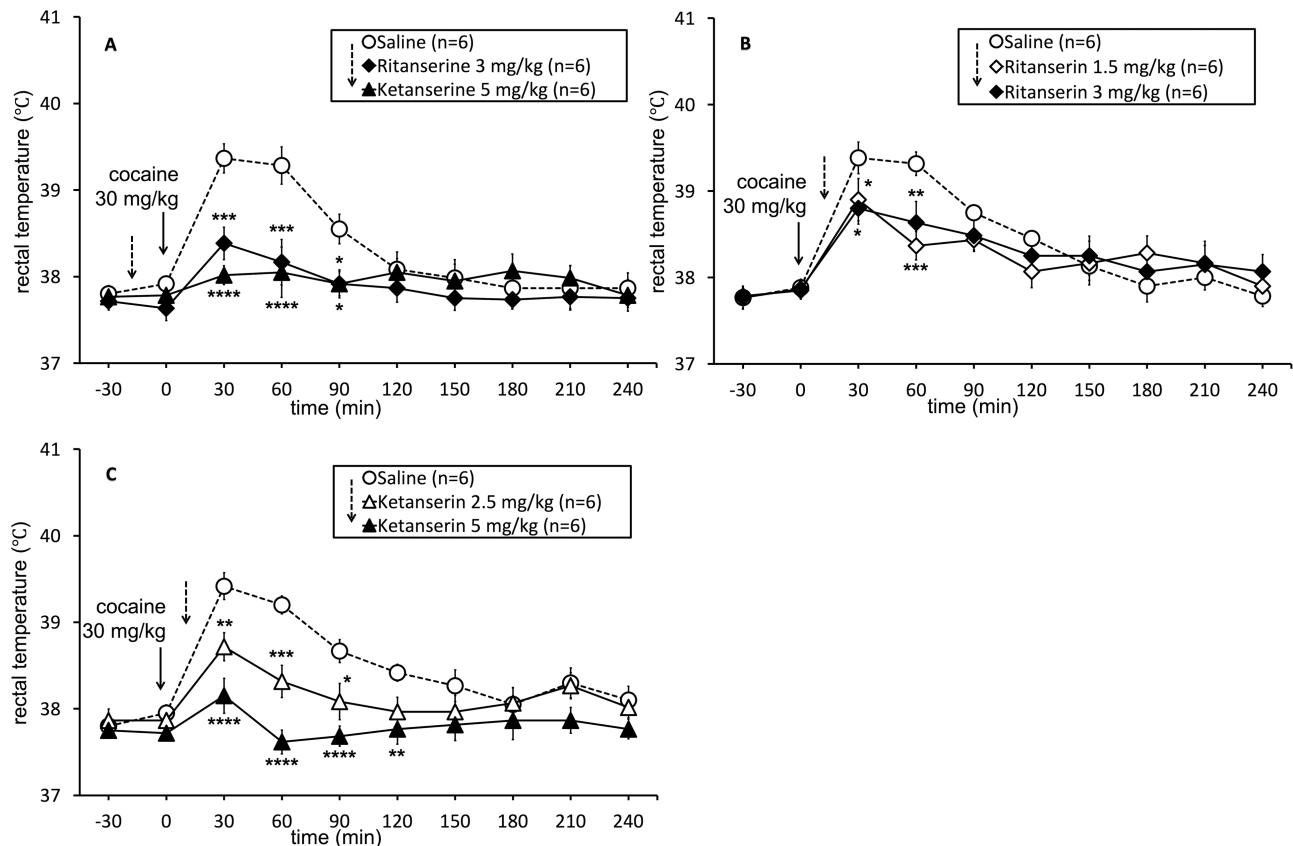 A
Saline (n=6)
Ritanserine 3 mg/kg (n=6)
Ketanserine 5 mg/kg (n=6)
rectal temperature (℃)
41
40
39
38
37
cocaine
30 mg/kg
***
***
*
****
****
*
-30 0 30 60 90 120 150 180 210 240
time (min)
B
Saline (n=6)
Ritanserin 1.5 mg/kg (n=6)
Ritanserin 3 mg/kg (n=6)
rectal temperature (℃)
41
40
39
38
37
cocaine
30 mg/kg
*
**
*
***
-30 0 30 60 90 120 150 180 210 240
time (min)
C
Saline (n=6)
Ketanserin 2.5 mg/kg (n=6)
Ketanserin 5 mg/kg (n=6)
rectal temperature (℃)
41
40
39
38
37
cocaine
30 mg/kg
**
***
*
****
****
****
**
-30 0 30 60 90 120 150 180 210 240
time (min)